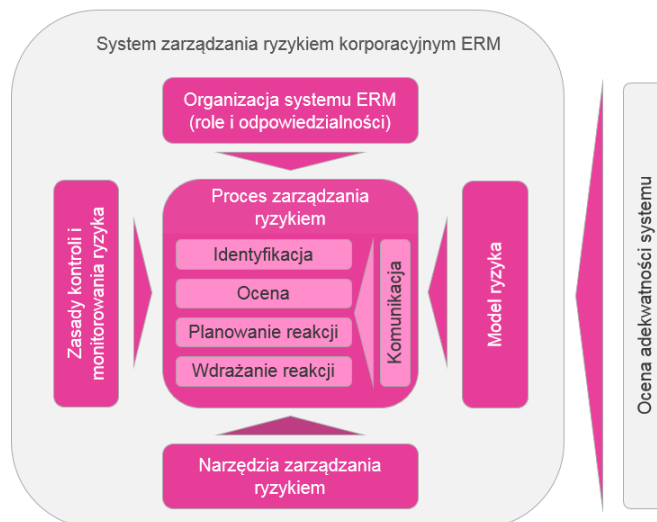 System zarządzania ryzykiem korporacyjnym ERM
Organizacja systemu ERM
(role i odpowiedzialności)
Zasady kontroli i
monitorowania ryzyka
Proces zarządzania
ryzykiem
Identyfikacja
Ocena
Planowanie reakcji
Wdrażanie reakcji
Komunikacja
Model ryzyka
Narzędzia zarządzania
ryzykiem
Ocena adekwatności systemu